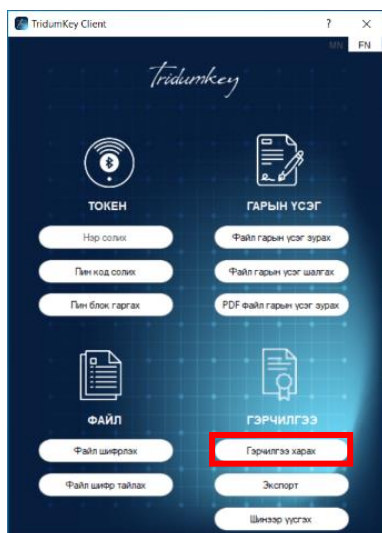 TridumKey Client
MN EN
Tridumkey
ТОКЕН
Нэр солих
Пин код солих
Пин блок гаргах
ГАРЫН ҮСЭГ
Файл гарын үсэг зурах
Файл гарын үсэг шалгах
PDF файл гарын үсэг зурах
ФАЙЛ
Файл шифрлэх
Файл шифр тайлах
ГЭРЧИЛГЭЭ
Гэрчилгээ харах
Экспорт
Шинээр үүсгэх